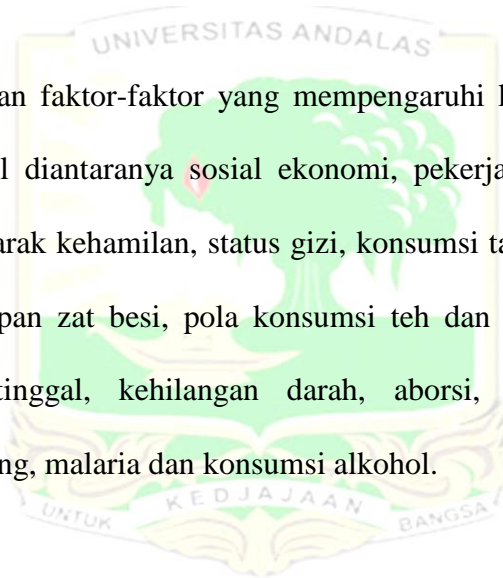 UNIVERSITAS ANDALAS
an faktor-faktor yang mempengaruhi
l diantaranya sosial ekonomi, pekerja
arak kehamilan, status gizi, konsumsi ta
pan zat besi, pola konsumsi teh dan
tinggal, kehilangan darah, aborsi,
ng, malaria dan konsumsi alkohol.
UNTUK KEDJAJAAN BANGSA